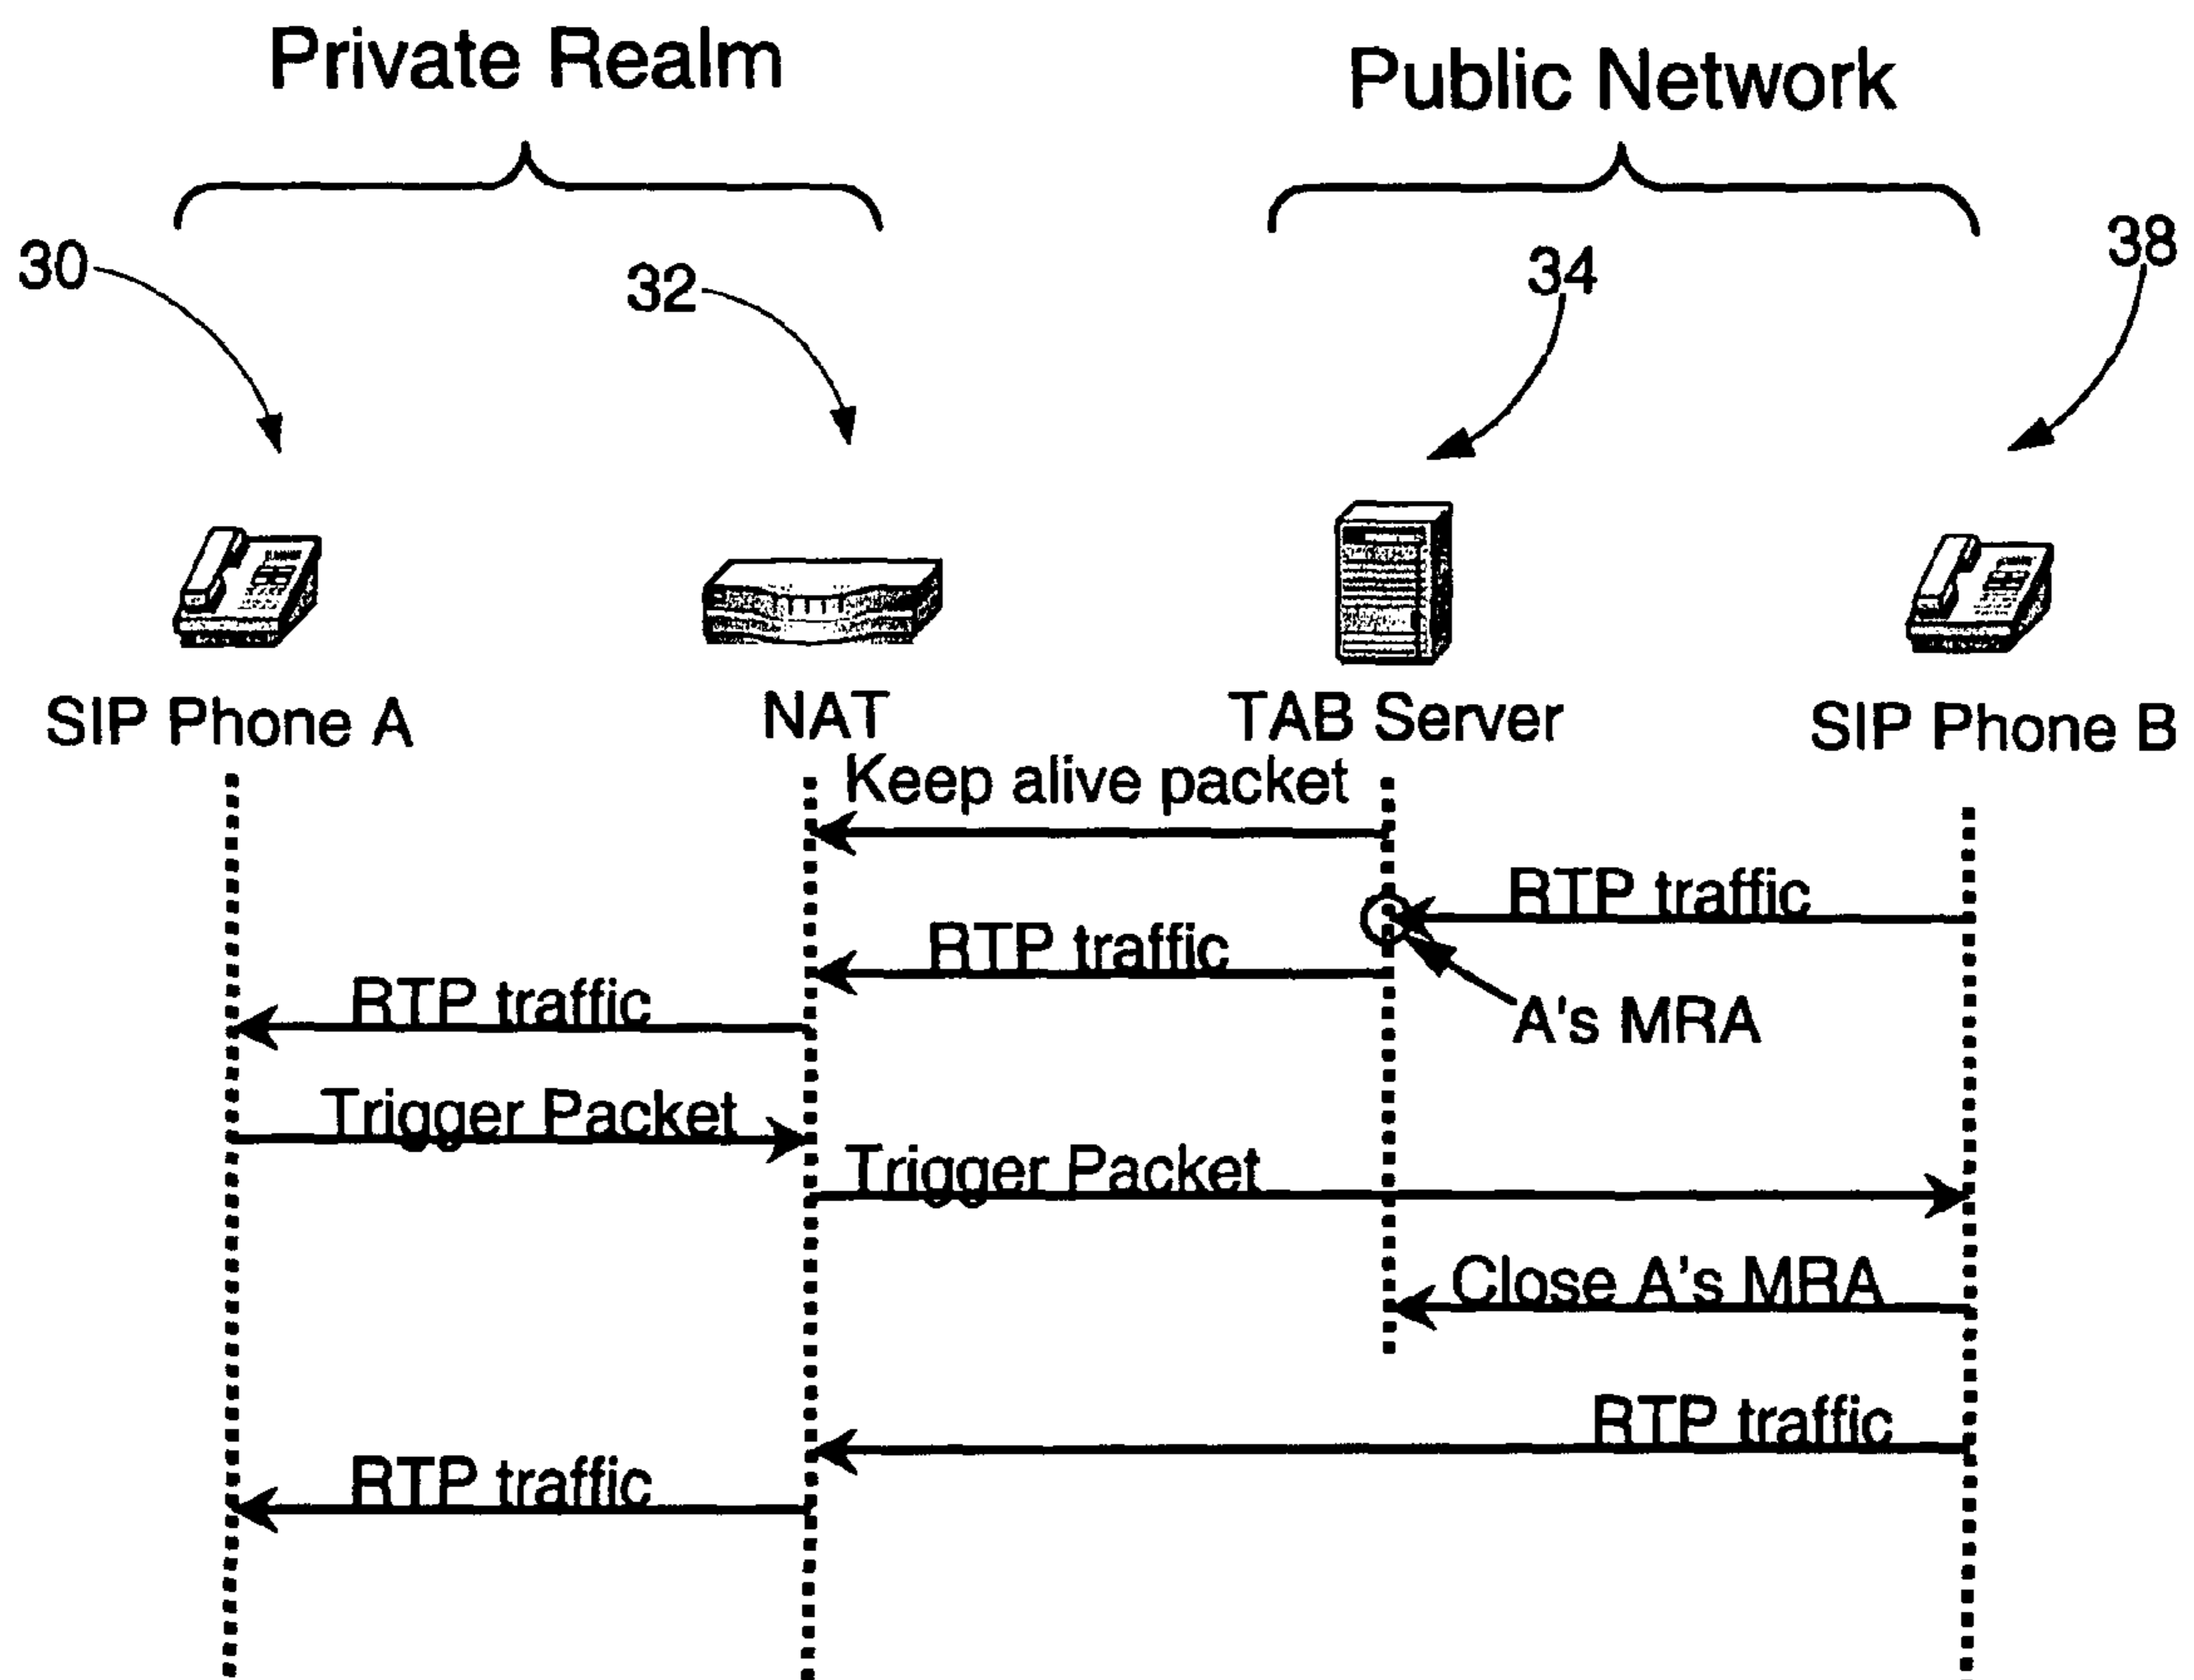 Private Realm
Public Network
30
32
34
38
SIP Phone A
NAT
TAB Server
SIP Phone B
Keep alive packet
RTP traffic
RTP traffic
RTP traffic
A's MRA
Trigger Packet
Trigger Packet
Close A's MRA
RTP traffic
RTP traffic